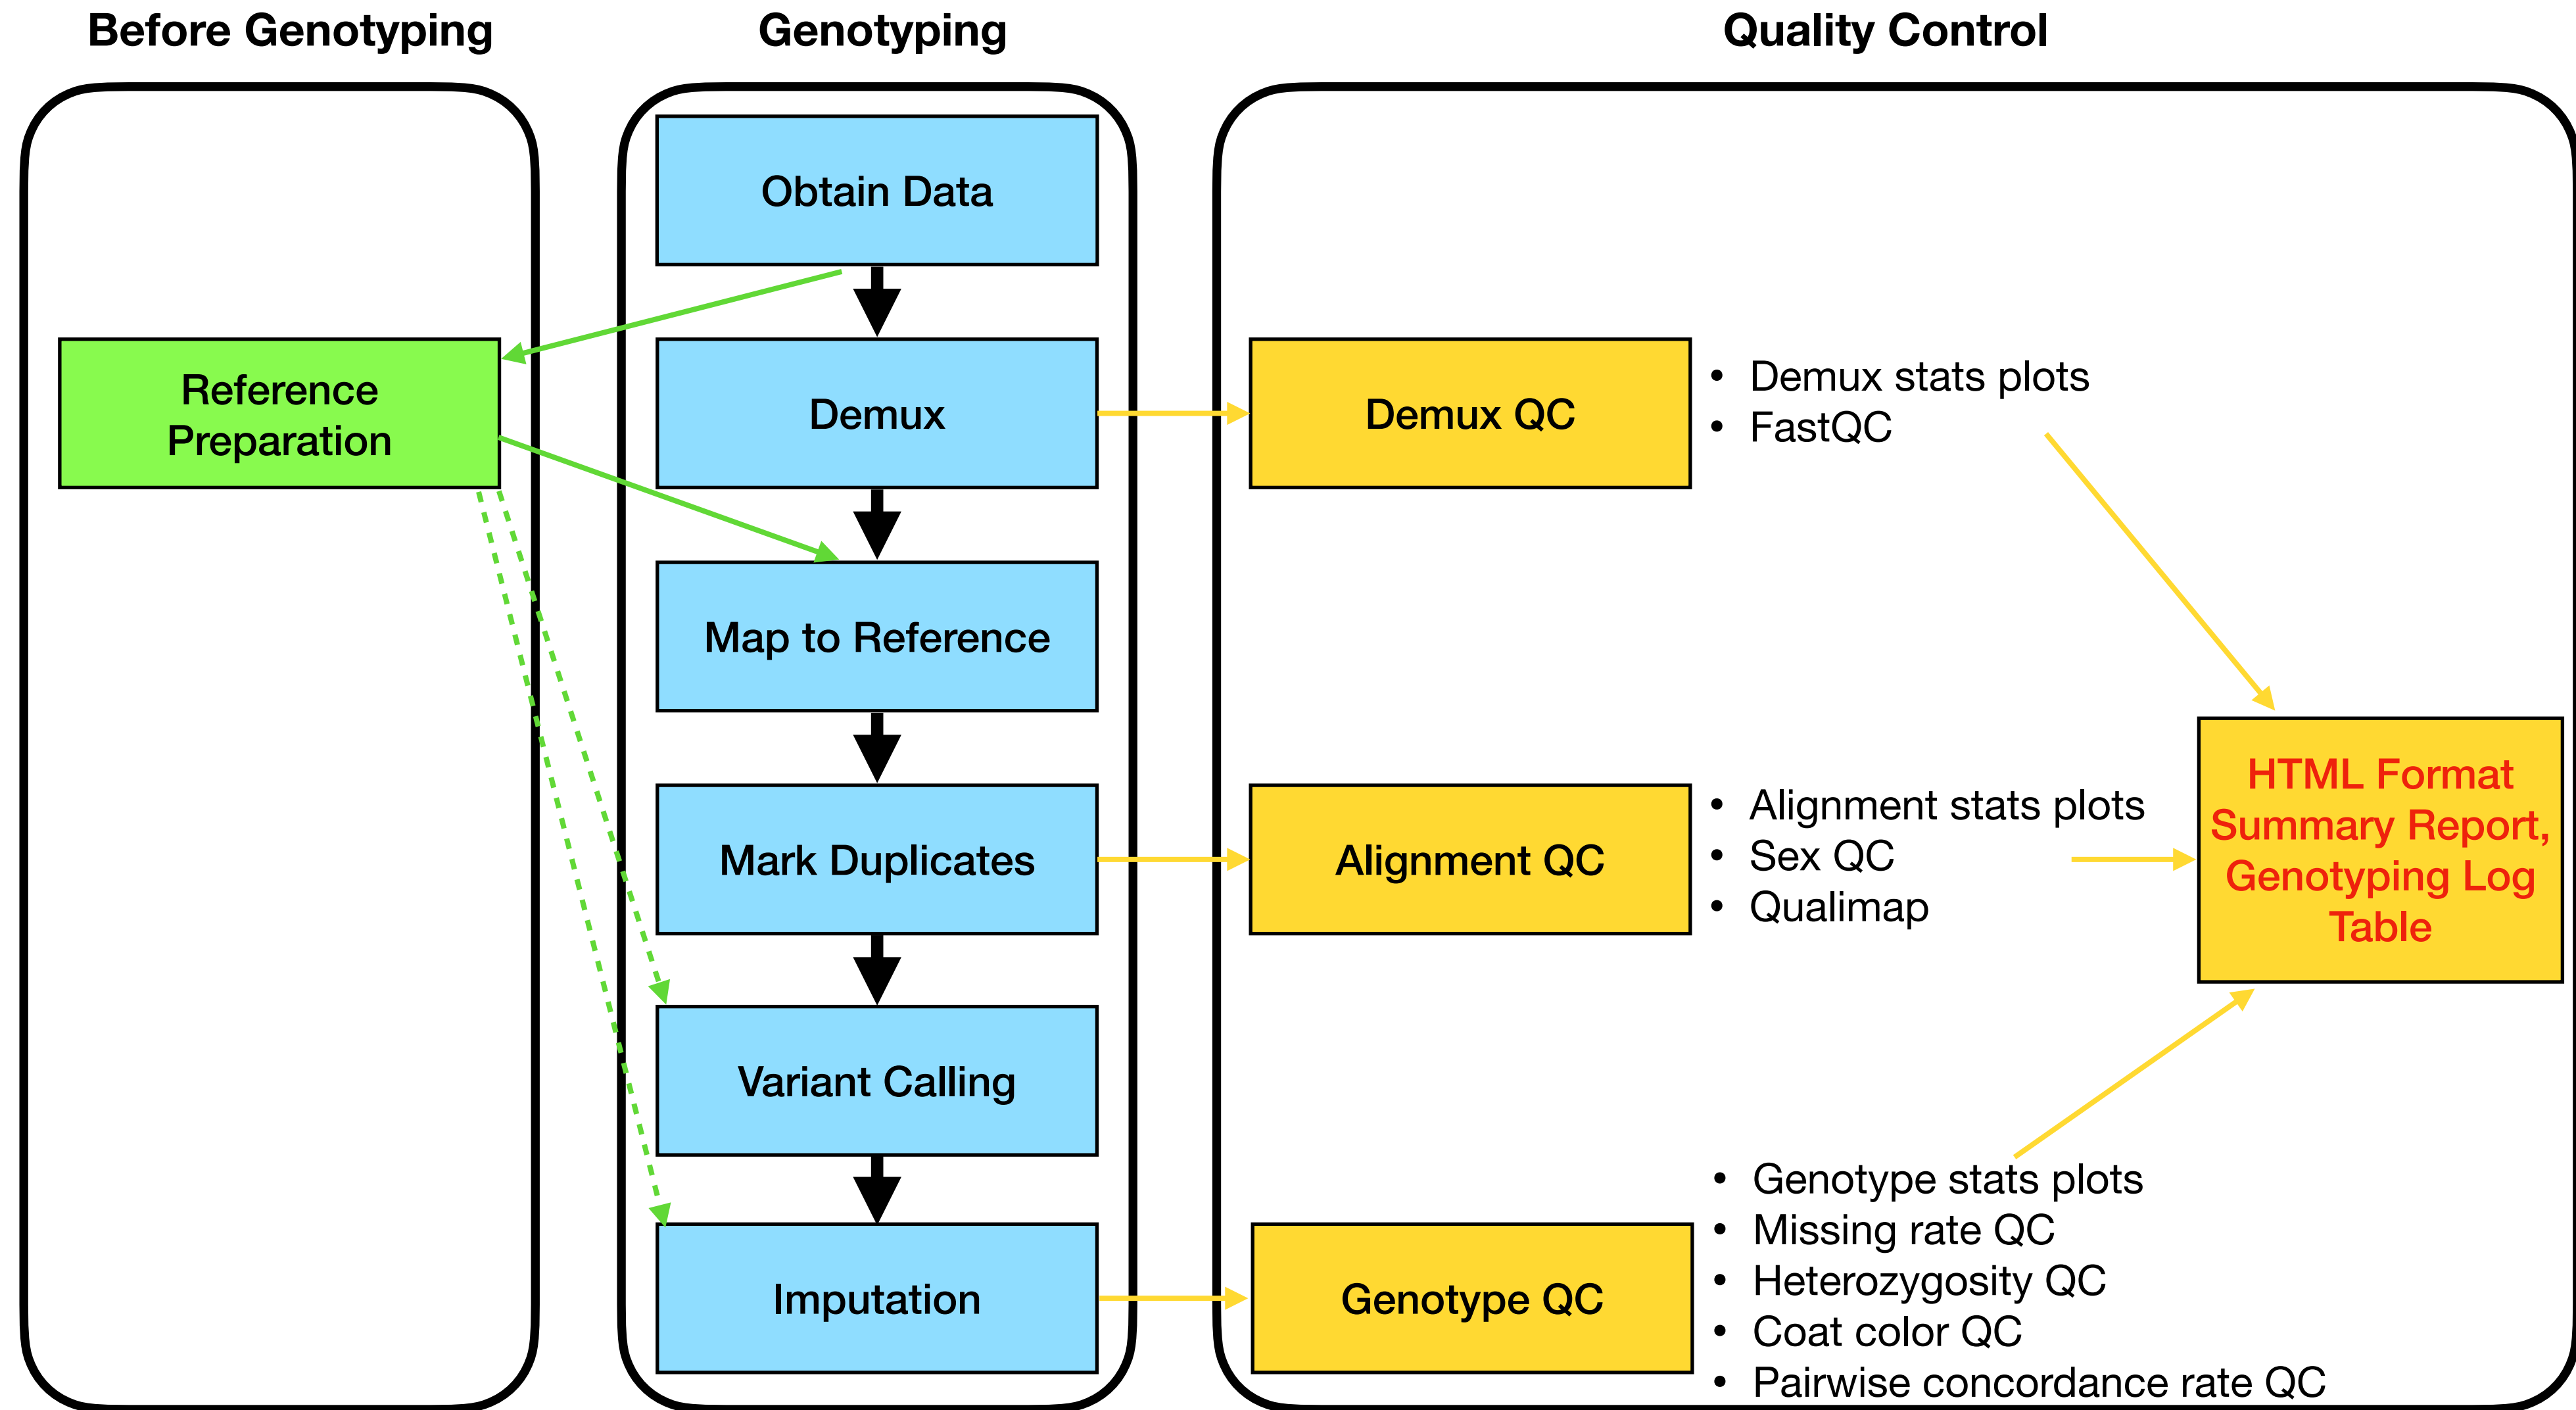 Before Genotyping
Genotyping
Quality Control
Obtain Data
Reference
Preparation
Demux
Demux QC
• Demux stats plots
• FastQC
Map to Reference
Mark Duplicates
Alignment QC
• Alignment stats plots
• Sex QC
• Qualimap
HTML Format
Summary Report,
Genotyping Log
Table
Variant Calling
Imputation
Genotype QC
• Genotype stats plots
• Missing rate QC
• Heterozygosity QC
• Coat color QC
• Pairwise concordance rate QC